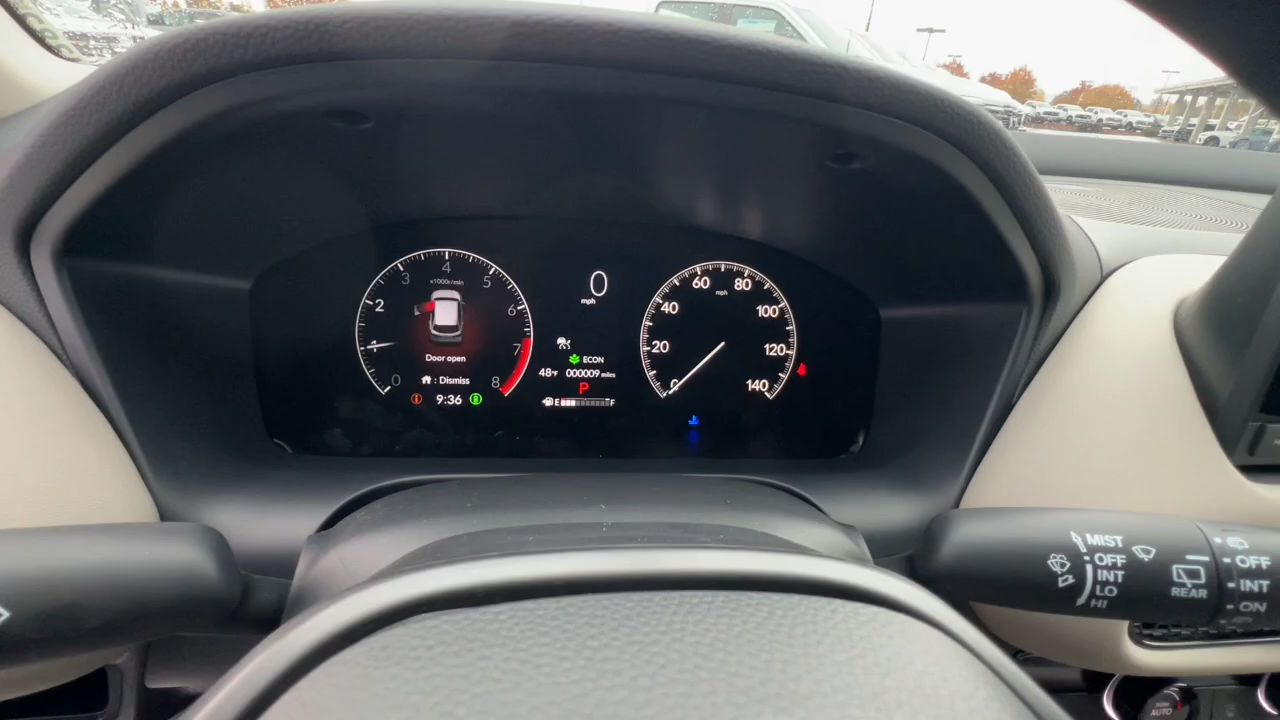 0
1
2
3
4
5
6
7
8
x1000r/min
Door open
: Dismiss
9:36
0
mph
ECON
48°F 000009 miles
P
E F
0
20
40
60
80
100
120
140
mph
MIST
OFF
INT
LO
HI
REAR
OFF
INT
ON
AUTO